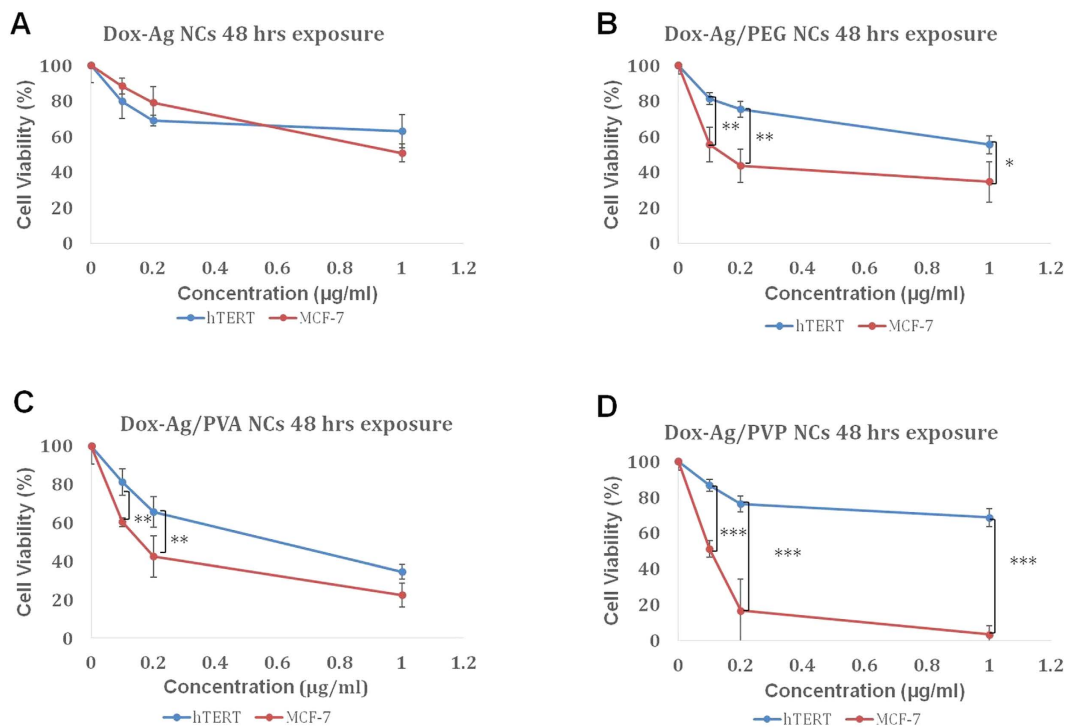 A
Dox-Ag NCs 48 hrs exposure
Cell Viability (%)
100
80
60
40
20
0
0 0.2 0.4 0.6 0.8 1 1.2
Concentration (μg/ml)
hTERT MCF-7
B
Dox-Ag/PEG NCs 48 hrs exposure
Cell Viability (%)
100
80
60
40
20
0
** ** *
0 0.2 0.4 0.6 0.8 1 1.2
Concentration (μg/ml)
hTERT MCF-7
C
Dox-Ag/PVA NCs 48 hrs exposure
Cell Viability (%)
100
80
60
40
20
0
** **
0 0.2 0.4 0.6 0.8 1 1.2
Concentration (μg/ml)
hTERT MCF-7
D
Dox-Ag/PVP NCs 48 hrs exposure
Cell Viability (%)
100
80
60
40
20
0
*** *** ***
0 0.2 0.4 0.6 0.8 1 1.2
Concentration (μg/ml)
hTERT MCF-7